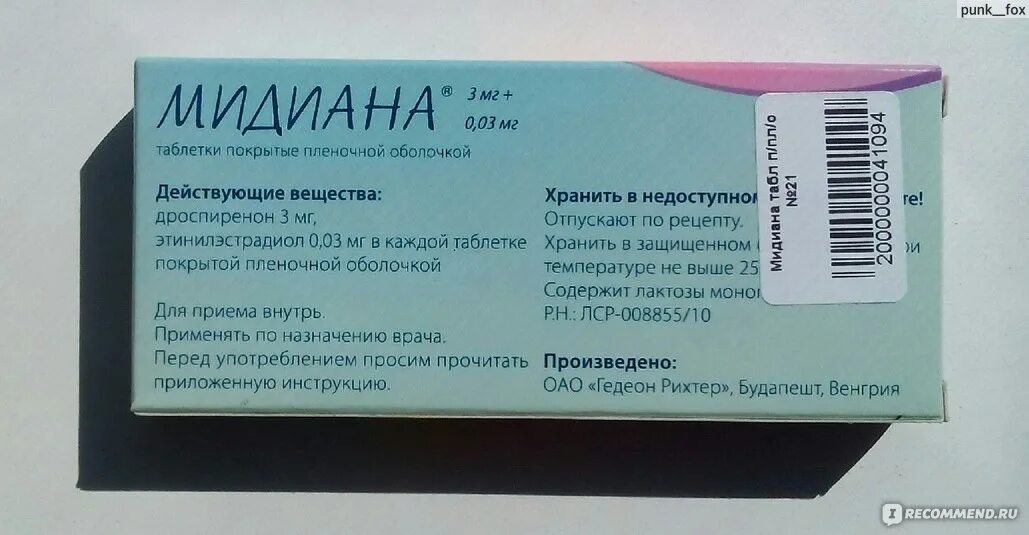 punk__fox
МИДИАНА® 3 мг +
0,03 мг
таблетки покрытые пленочной оболочкой
Действующие вещества:
дроспиренон 3 мг,
этинилэстрадиол 0,03 мг в каждой таблетке
покрытой пленочной оболочкой
Для приема внутрь.
Применять по назначению врача.
Перед употреблением просим прочитать
приложенную инструкцию.
Хранить в
Отпускают по рецепту.
Хранить в защищенном
температуре не выше 25
Содержит лактозы
Р.Н.: ЛСР-008855/10
Произведено:
ОАО «Гедеон Рихтер», Будапешт, Венгрия
Мидиана табл п/пл/о
№21
2000000041094
IRECOMMEND.RU